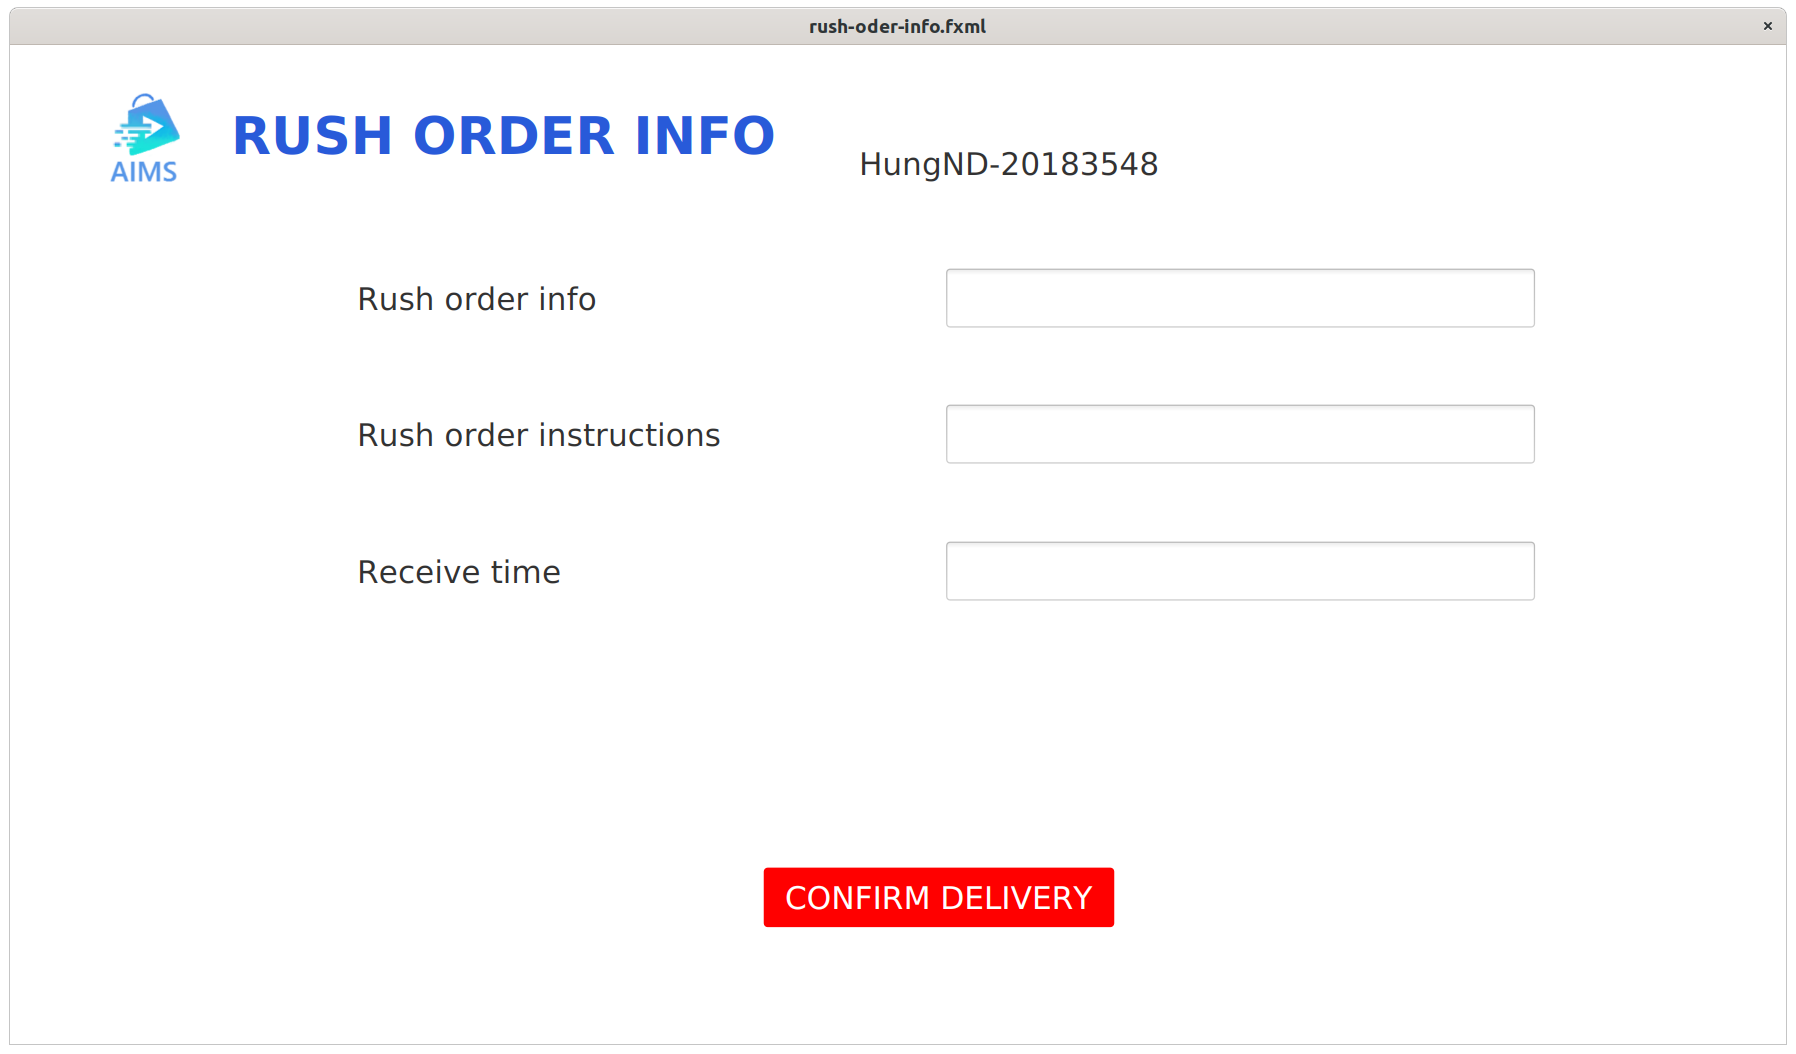 rush-oder-info.fxml
×
AIMS
RUSH ORDER INFO
HungND-20183548
Rush order info
Rush order instructions
Receive time
CONFIRM DELIVERY